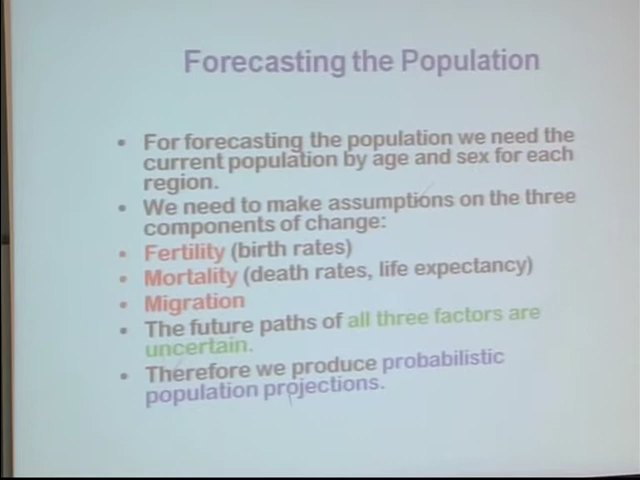 Forecasting the Population
• For forecasting the population we need the
current population by age and sex for each
region.
• We need to make assumptions on the three
components of change:
• Fertility (birth rates)
• Mortality (death rates, life expectancy)
• Migration
• The future paths of all three factors are
uncertain.
• Therefore we produce probabilistic
population projections.